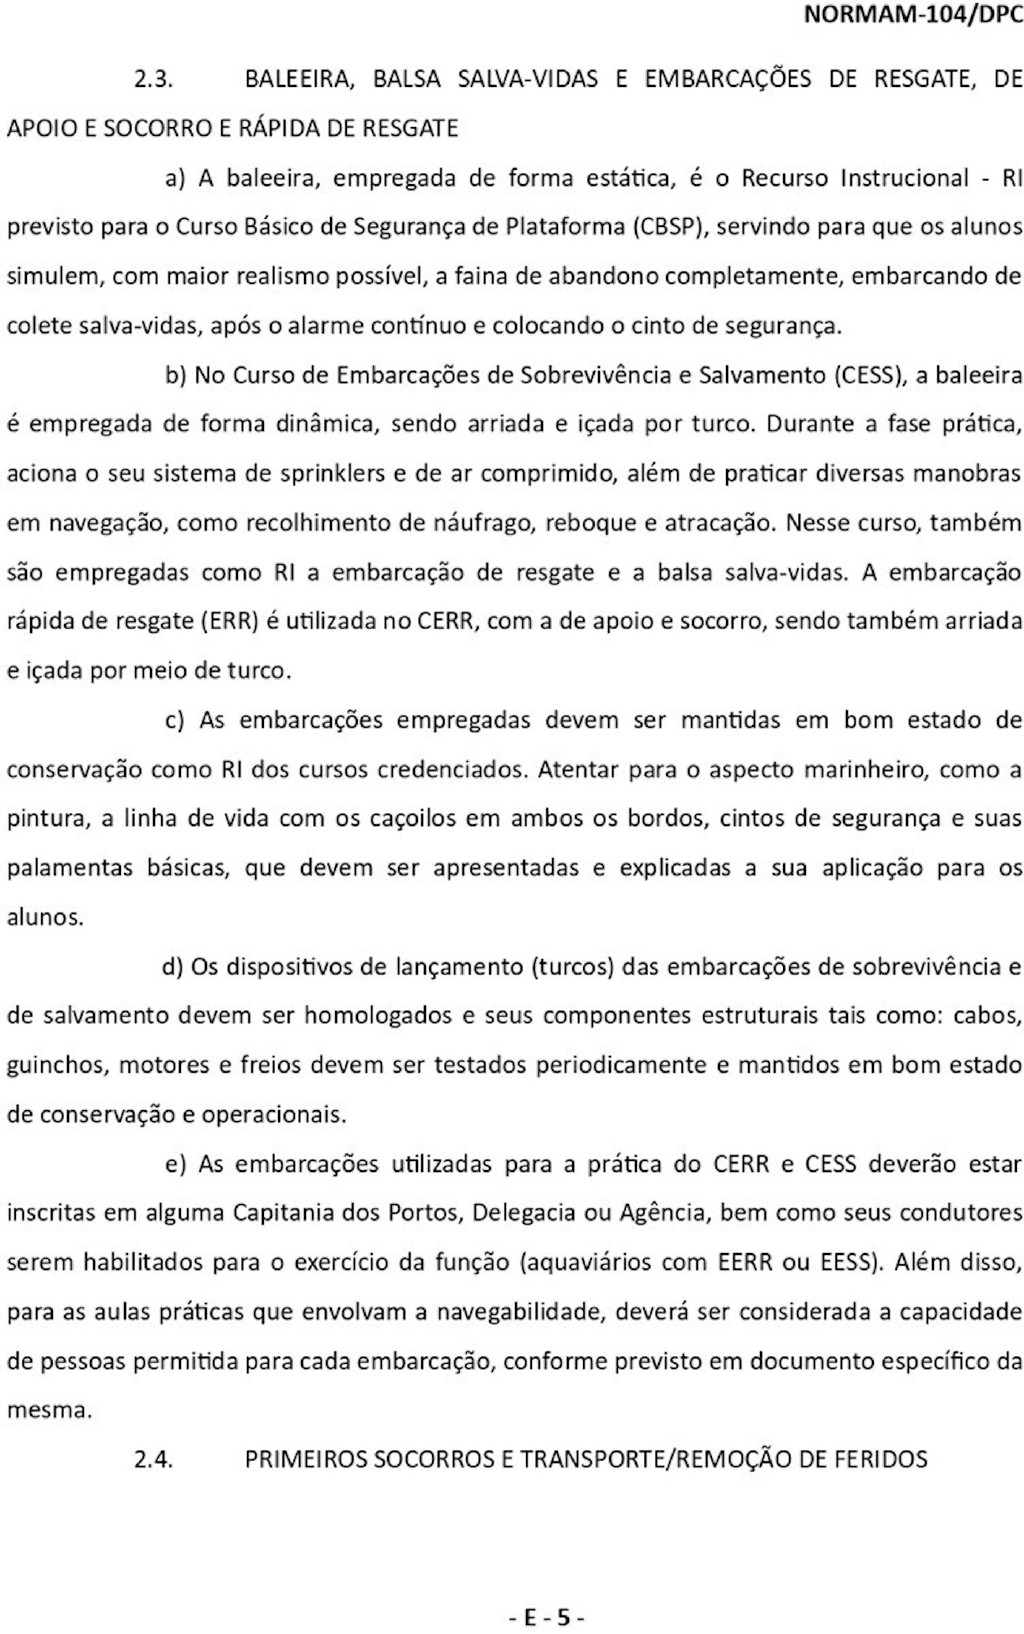 NORMAM-104/DPC
2.3. BALEEIRA, BALSA SALVA-VIDAS E EMBARCAÇÕES DE RESGATE, DE
APOIO E SOCORRO E RÁPIDA DE RESGATE
a) A baleeira, empregada de forma estática, é o Recurso Instrucional - RI
previsto para o Curso Básico de Segurança de Plataforma (CBSP), servindo para que os alunos
simulem, com maior realismo possível, a faina de abandono completamente, embarcando de
colete salva-vidas, após o alarme contínuo e colocando o cinto de segurança.
b) No Curso de Embarcações de Sobrevivência e Salvamento (CESS), a baleeira
é empregada de forma dinâmica, sendo arriada e içada por turco. Durante a fase prática,
aciona o seu sistema de sprinklers e de ar comprimido, além de praticar diversas manobras
em navegação, como recolhimento de náufrago, reboque e atracação. Nesse curso, também
são empregadas como RI a embarcação de resgate e a balsa salva-vidas. A embarcação
rápida de resgate (ERR) é utilizada no CERR, com a de apoio e socorro, sendo também arriada
e içada por meio de turco.
c) As embarcações empregadas devem ser mantidas em bom estado de
conservação como RI dos cursos credenciados. Atentar para o aspecto marinheiro, como a
pintura, a linha de vida com os caçoilos em ambos os bordos, cintos de segurança e suas
palamentas básicas, que devem ser apresentadas e explicadas a sua aplicação para os
alunos.
d) Os dispositivos de lançamento (turcos) das embarcações de sobrevivência e
de salvamento devem ser homologados e seus componentes estruturais tais como: cabos,
guinchos, motores e freios devem ser testados periodicamente e mantidos em bom estado
de conservação e operacionais.
e) As embarcações utilizadas para a prática do CERR e CESS deverão estar
inscritas em alguma Capitania dos Portos, Delegacia ou Agência, bem como seus condutores
serem habilitados para o exercício da função (aquaviários com EERR ou EESS). Além disso,
para as aulas práticas que envolvam a navegabilidade, deverá ser considerada a capacidade
de pessoas permitida para cada embarcação, conforme previsto em documento específico da
mesma.
2.4. PRIMEIROS SOCORROS E TRANSPORTE/REMOÇÃO DE FERIDOS
- E - 5 -